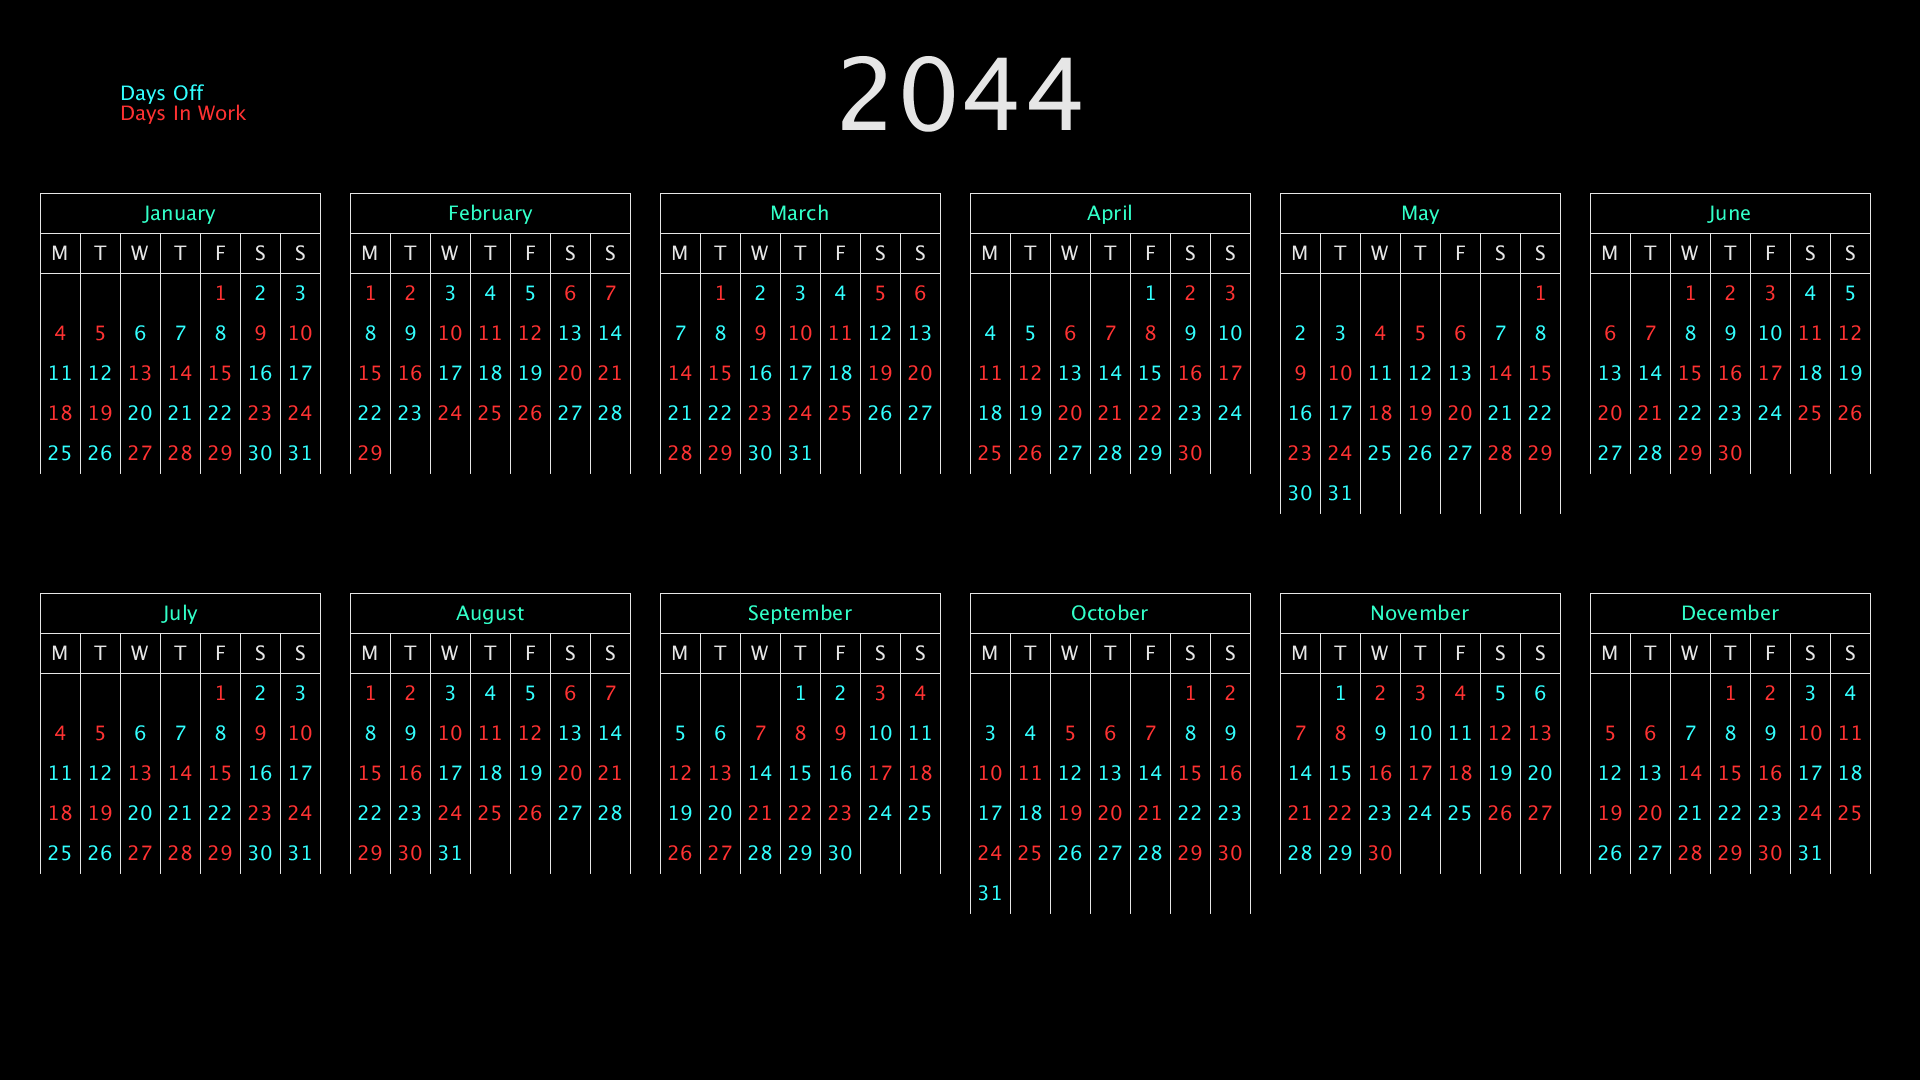 2044
Days Off
Days In Work
January February March April May June
M T W T F S S M T W T F S S M T W T F S S M T W T F S S M T W T F S S M T W T F S S
1 2 3 1 2 3 4 5 6 7 1 2 3 4 5 6 1 2 3 1 1 2 3 4 5
4 5 6 7 8 9 10 8 9 10 11 12 13 14 7 8 9 10 11 12 13 4 5 6 7 8 9 10 2 3 4 5 6 7 8 6 7 8 9 10 11 12
11 12 13 14 15 16 17 15 16 17 18 19 20 21 14 15 16 17 18 19 20 11 12 13 14 15 16 17 9 10 11 12 13 14 15 13 14 15 16 17 18 19
18 19 20 21 22 23 24 22 23 24 25 26 27 28 21 22 23 24 25 26 27 18 19 20 21 22 23 24 16 17 18 19 20 21 22 20 21 22 23 24 25 26
25 26 27 28 29 30 31 29 28 29 30 31 25 26 27 28 29 30 23 24 25 26 27 28 29 27 28 29 30
30 31
July August September October November December
M T W T F S S M T W T F S S M T W T F S S M T W T F S S M T W T F S S M T W T F S S
1 2 3 1 2 3 4 5 6 7 1 2 3 4 1 2 1 2 3 4 5 6 1 2 3 4
4 5 6 7 8 9 10 8 9 10 11 12 13 14 5 6 7 8 9 10 11 3 4 5 6 7 8 9 7 8 9 10 11 12 13 5 6 7 8 9 10 11
11 12 13 14 15 16 17 15 16 17 18 19 20 21 12 13 14 15 16 17 18 10 11 12 13 14 15 16 14 15 16 17 18 19 20 12 13 14 15 16 17 18
18 19 20 21 22 23 24 22 23 24 25 26 27 28 19 20 21 22 23 24 25 17 18 19 20 21 22 23 21 22 23 24 25 26 27 19 20 21 22 23 24 25
25 26 27 28 29 30 31 29 30 31 26 27 28 29 30 24 25 26 27 28 29 30 28 29 30 26 27 28 29 30 31
31